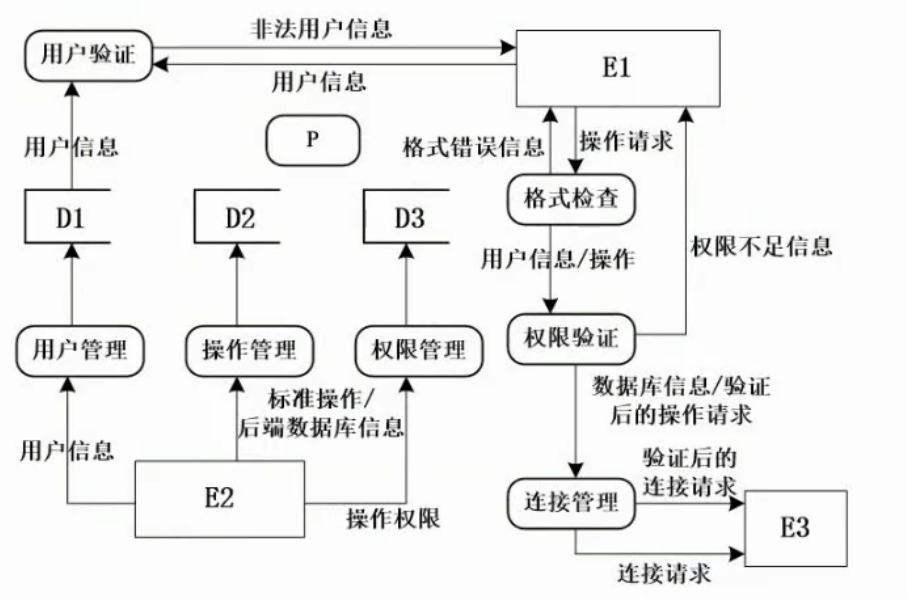 非法用户信息
用户验证
E1
用户信息
P
用户信息
格式错误信息
操作请求
D1
D2
D3
格式检查
用户信息/操作
权限不足信息
用户管理
操作管理
权限管理
权限验证
标准操作/
后端数据库信息
数据库信息/验证
后的操作请求
用户信息
E2
操作权限
验证后的
连接请求
连接管理
E3
连接请求